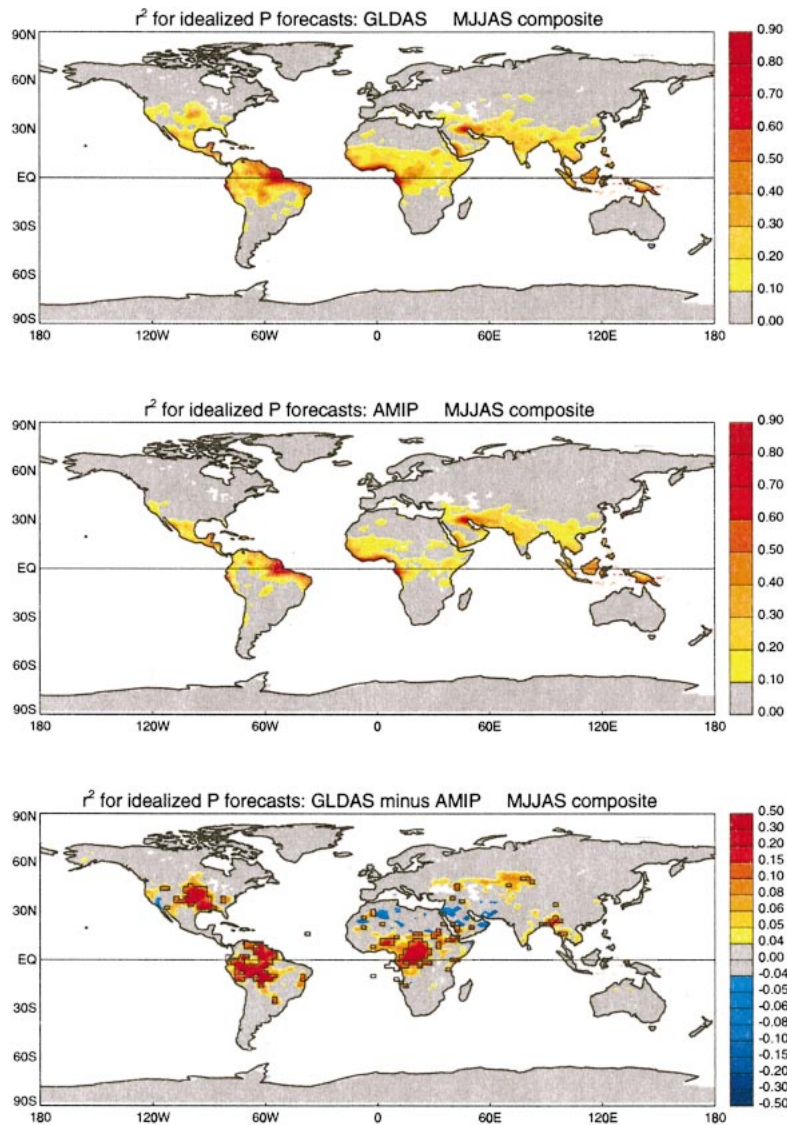 r² for idealized P forecasts: GLDAS MJJAS composite
90N
60N
30N
EQ
30S
60S
90S
180 120W 60W 0 60E 120E 180
0.90
0.80
0.70
0.60
0.50
0.40
0.30
0.20
0.10
0.00
r² for idealized P forecasts: AMIP MJJAS composite
90N
60N
30N
EQ
30S
60S
90S
180 120W 60W 0 60E 120E 180
0.90
0.80
0.70
0.60
0.50
0.40
0.30
0.20
0.10
0.00
r² for idealized P forecasts: GLDAS minus AMIP MJJAS composite
90N
60N
30N
EQ
30S
60S
90S
180 120W 60W 0 60E 120E 180
0.50
0.30
0.20
0.15
0.10
0.08
0.06
0.05
0.04
0.00
-0.04
-0.05
-0.06
-0.08
-0.10
-0.15
-0.20
-0.30
-0.50